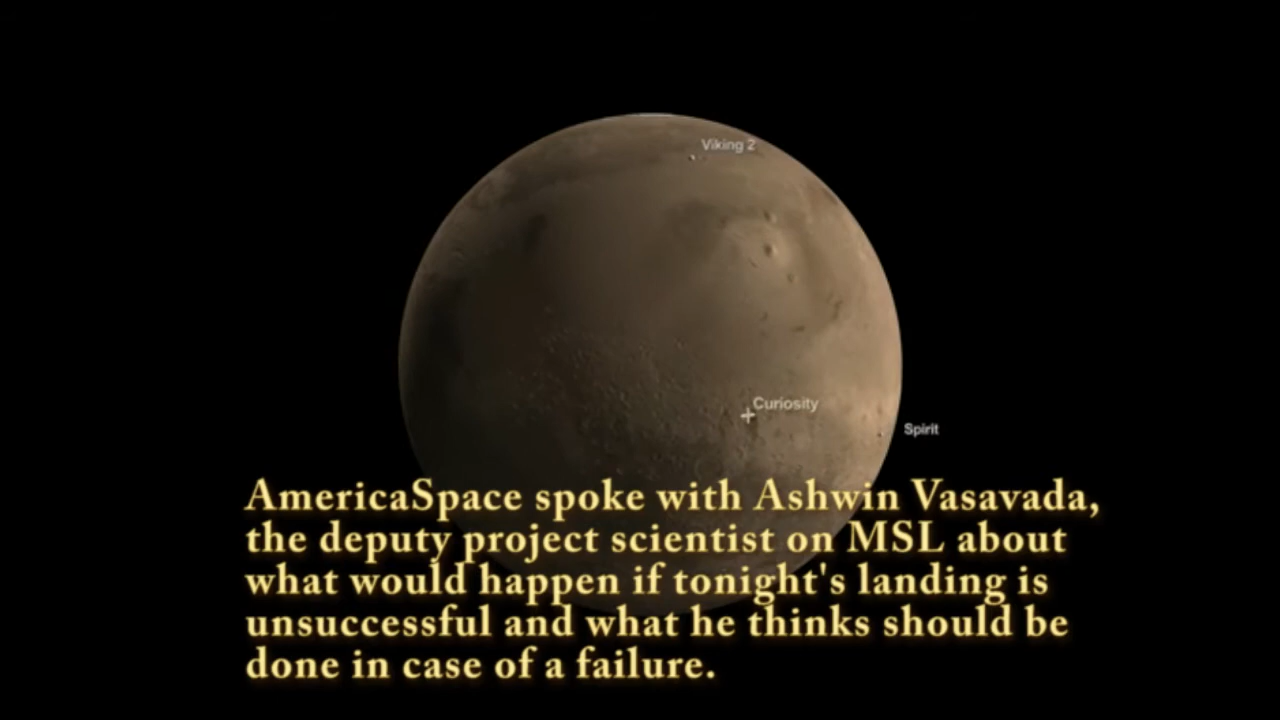 Viking 2
Curiosity
Spirit
AmericaSpace spoke with Ashwin Vasavada,
the deputy project scientist on MSL about
what would happen if tonight's landing is
unsuccessful and what he thinks should be
done in case of a failure.